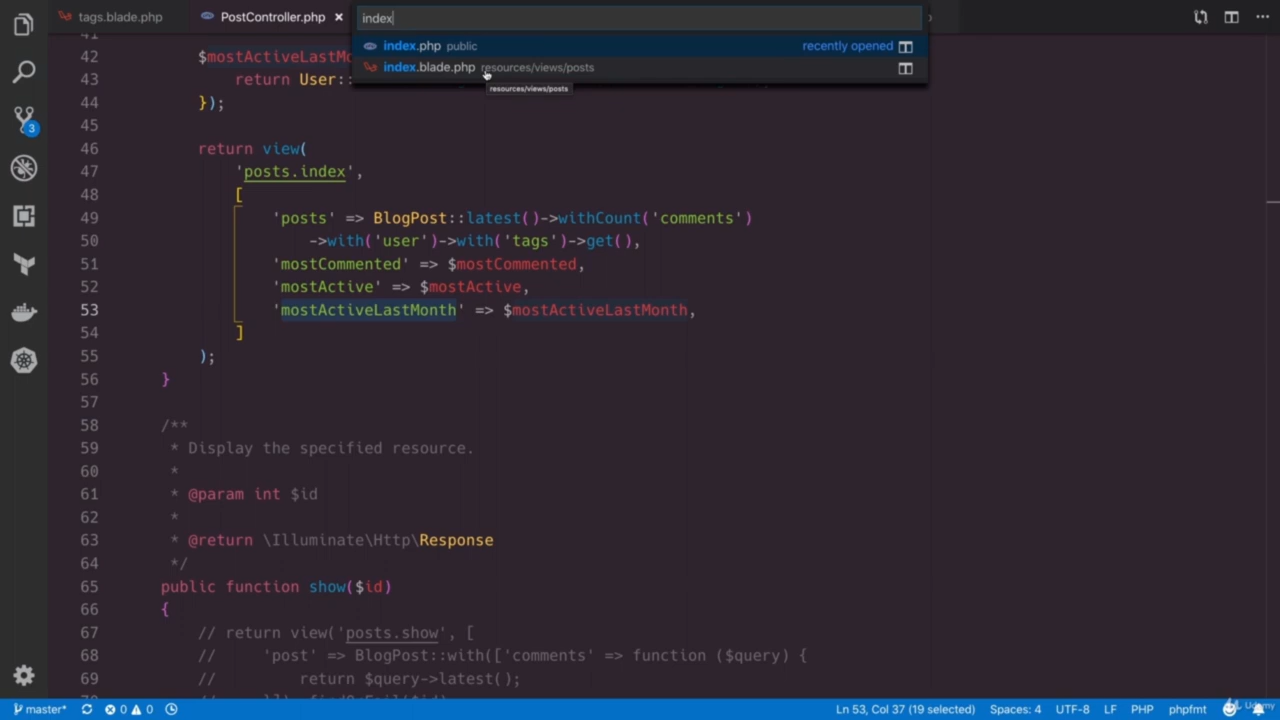 tags.blade.php
PostController.php ×
index
index.php public recently opened
index.blade.php resources/views/posts
resources/views/posts
41
42 $mostActiveLastMo
43 return User::
44 });
45
46 return view(
47 'posts.index',
48 [
49 'posts' => BlogPost::latest()->withCount('comments')
50 ->with('user')->with('tags')->get(),
51 'mostCommented' => $mostCommented,
52 'mostActive' => $mostActive,
53 'mostActiveLastMonth' => $mostActiveLastMonth,
54 ]
55 );
56 }
57
58 /**
59 * Display the specified resource.
60 *
61 * @param int $id
62 *
63 * @return \Illuminate\Http\Response
64 */
65 public function show($id)
66 {
67 // return view('posts.show', [
68 // 'post' => BlogPost::with(['comments' => function ($query) {
69 // return $query->latest();
3
master* 0 0 Ln 53, Col 37 (19 selected) Spaces: 4 UTF-8 LF PHP phpfmt
Udemy